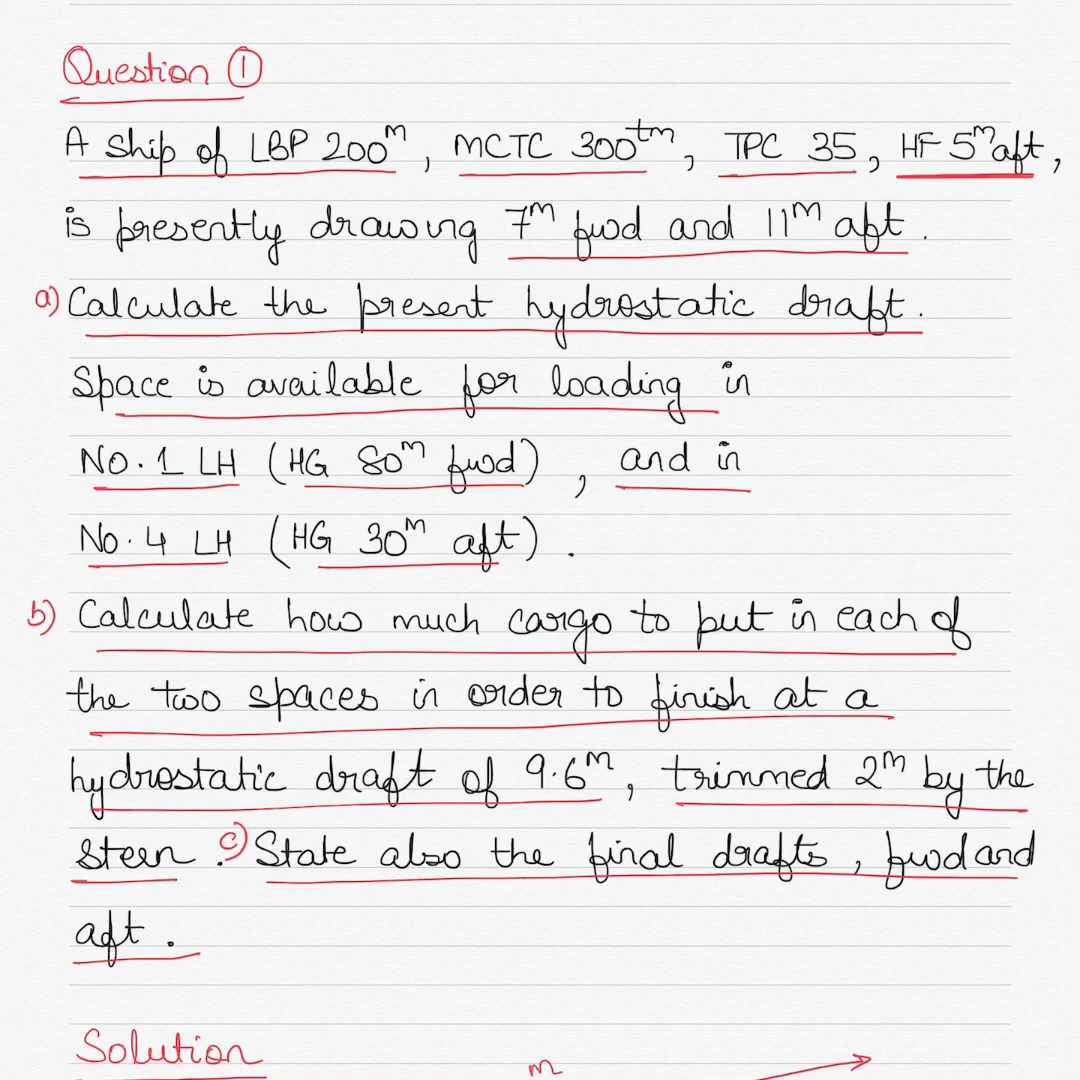 Question ①
A ship of LBP 200ᵐ, MCTC 300ᵗᵐ, TPC 35, HF 5ᵐ aft,
is presently drawing 7ᵐ fwd and 11ᵐ aft.
a) Calculate the present hydrostatic draft.
Space is available for loading in
No. 1 LH (HG 80ᵐ fwd), and in
No. 4 LH (HG 30ᵐ aft).
b) Calculate how much cargo to put in each of
the two spaces in order to finish at a
hydrostatic draft of 9.6ᵐ, trimmed 2ᵐ by the
stern. c) State also the final drafts, fwd and
aft.
Solution
m